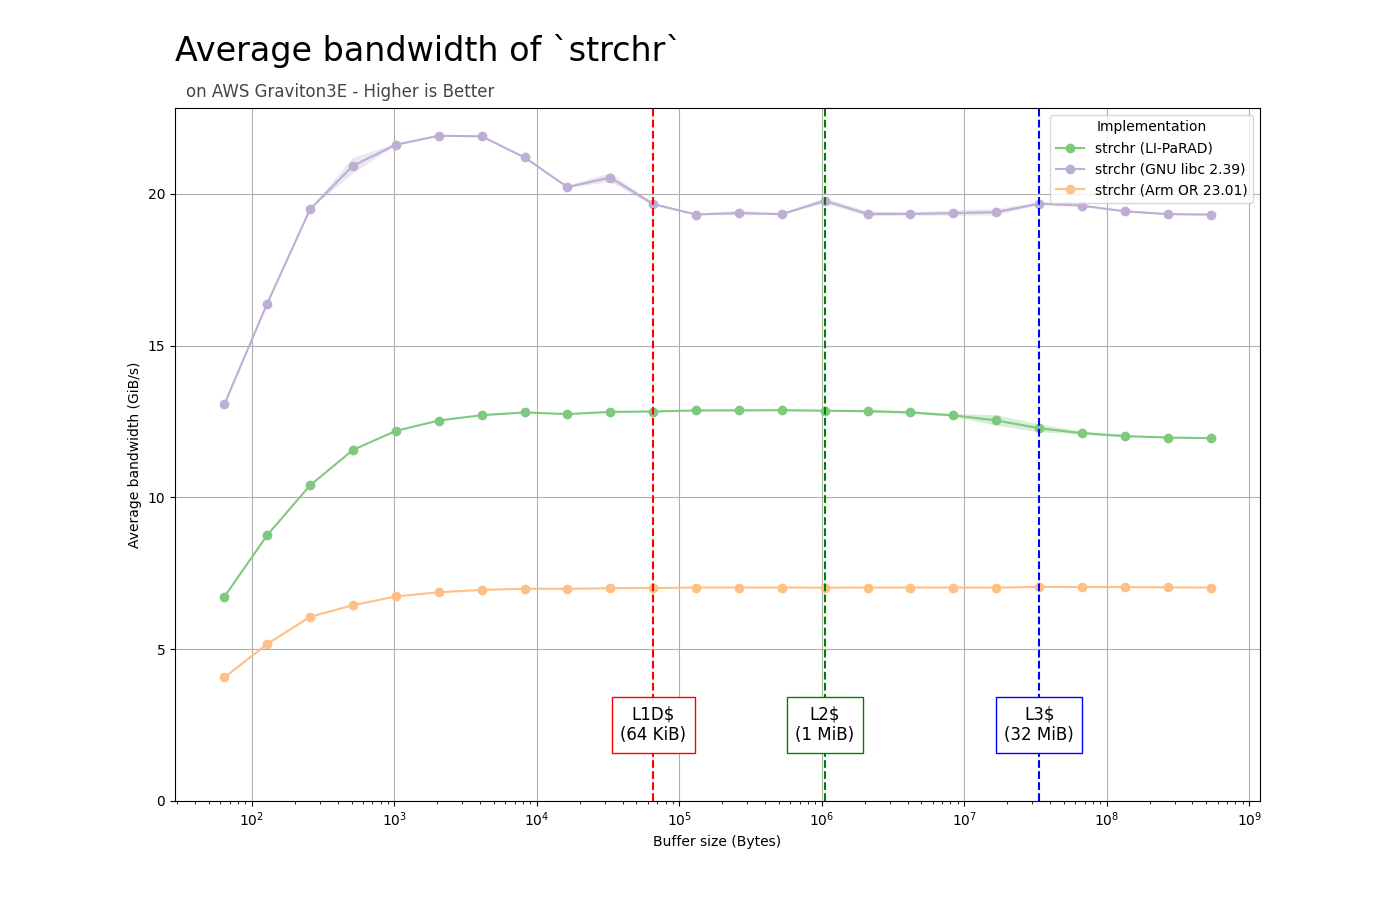 Average bandwidth of `strchr`
on AWS Graviton3E - Higher is Better
Implementation
strchr (LI-PaRAD)
strchr (GNU libc 2.39)
strchr (Arm OR 23.01)
Average bandwidth (GiB/s)
20
15
10
5
0
L1D$
(64 KiB)
L2$
(1 MiB)
L3$
(32 MiB)
10² 10³ 10⁴ 10⁵ 10⁶ 10⁷ 10⁸ 10⁹
Buffer size (Bytes)